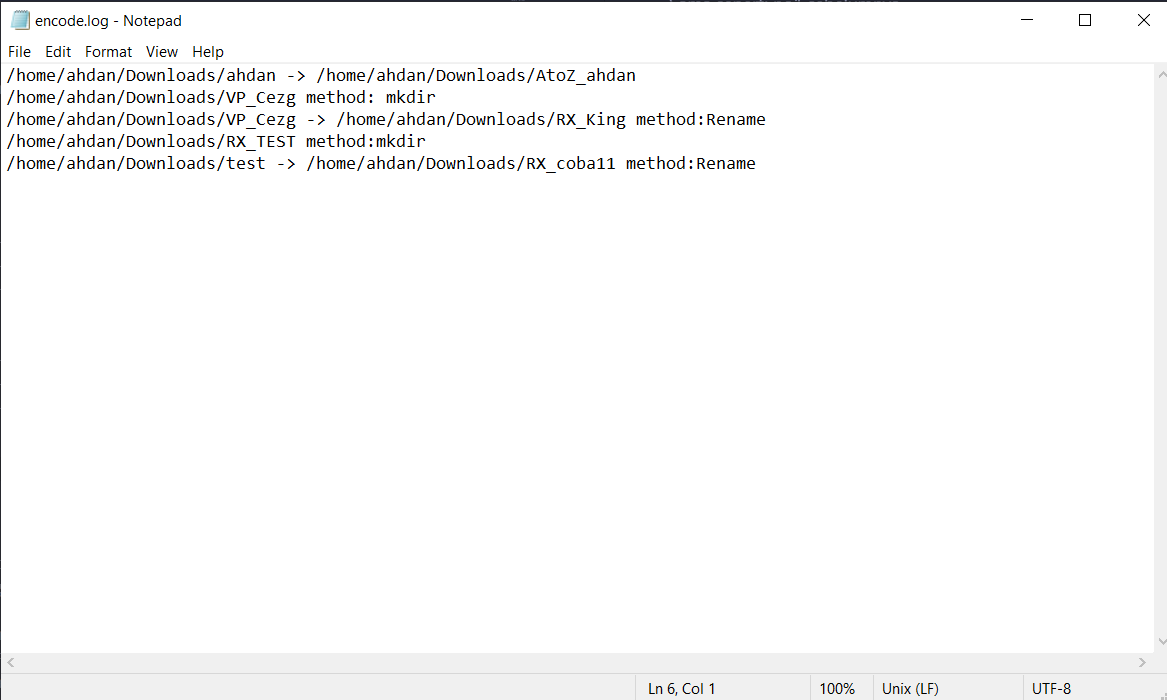 encode.log - Notepad
File Edit Format View Help
/home/ahdan/Downloads/ahdan -> /home/ahdan/Downloads/AtoZ_ahdan
/home/ahdan/Downloads/VP_Cezg method: mkdir
/home/ahdan/Downloads/VP_Cezg -> /home/ahdan/Downloads/RX_King method:Rename
/home/ahdan/Downloads/RX_TEST method:mkdir
/home/ahdan/Downloads/test -> /home/ahdan/Downloads/RX_coba11 method:Rename
Ln 6, Col 1 100% Unix (LF) UTF-8